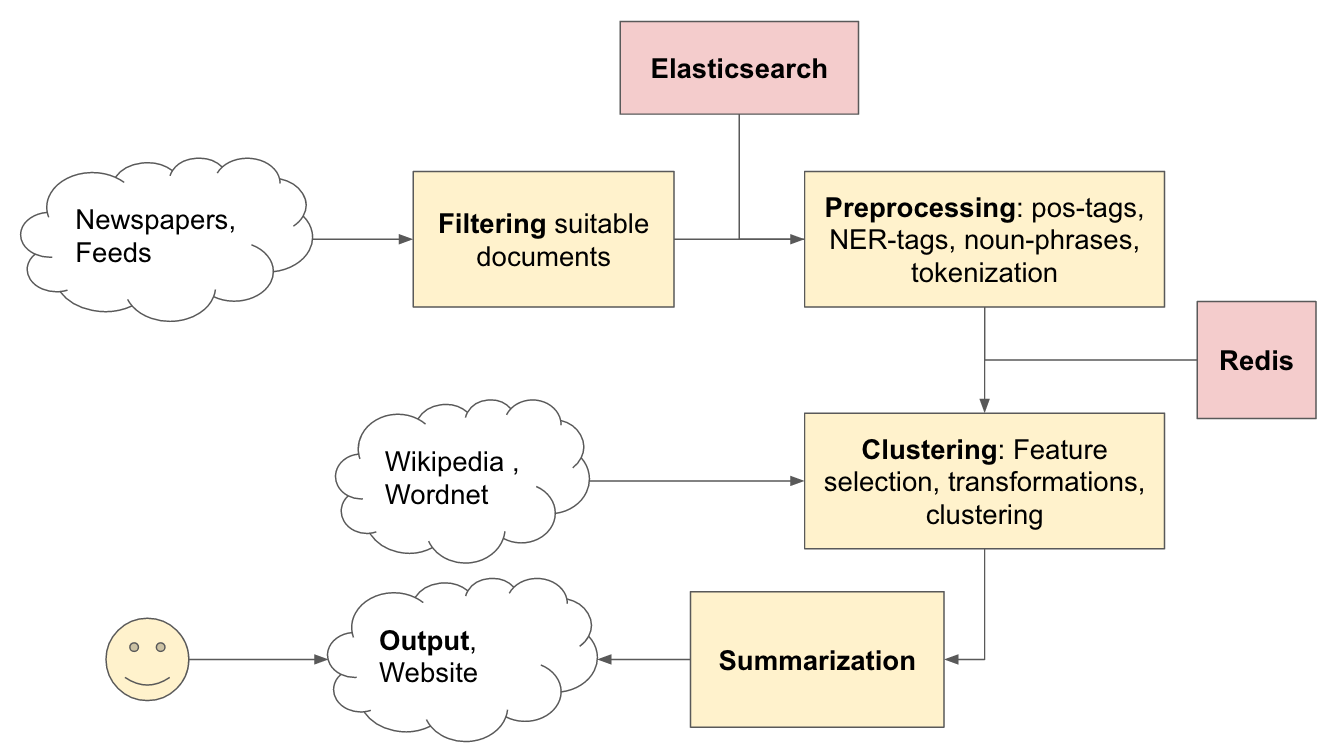 Elasticsearch
Newspapers,
Feeds
Filtering suitable
documents
Preprocessing: pos-tags,
NER-tags, noun-phrases,
tokenization
Redis
Wikipedia ,
Wordnet
Clustering: Feature
selection, transformations,
clustering
Output,
Website
Summarization